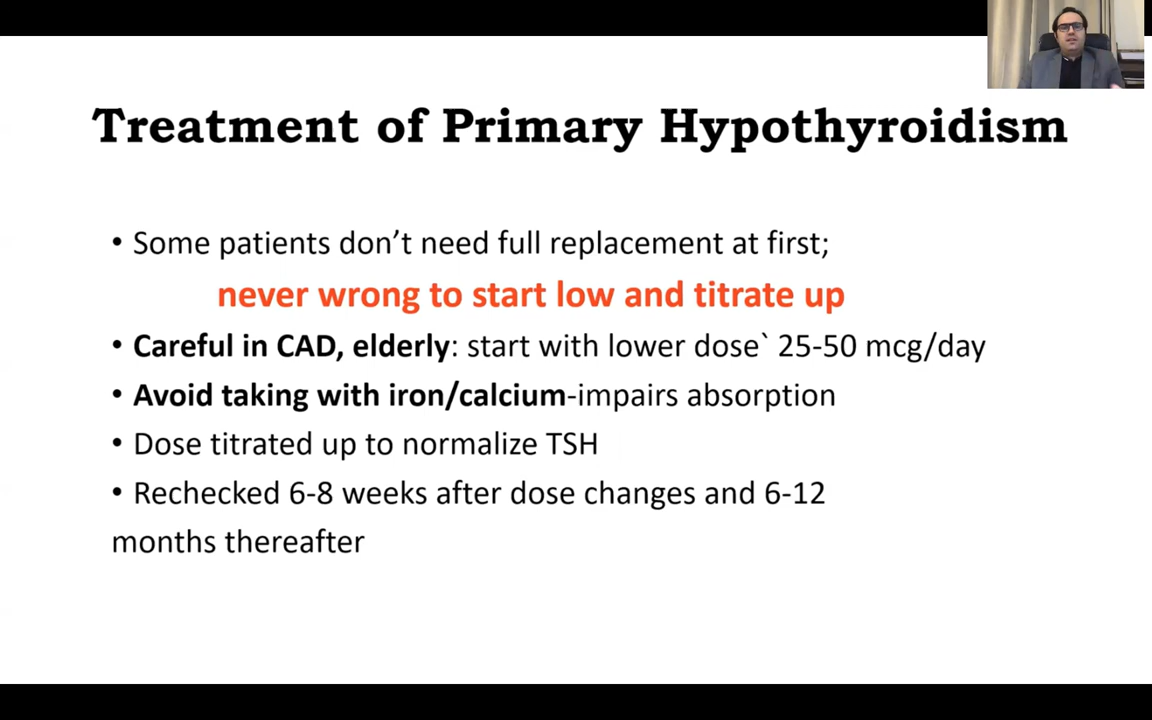 Treatment of Primary Hypothyroidism
• Some patients don't need full replacement at first;
never wrong to start low and titrate up
• Careful in CAD, elderly: start with lower dose` 25-50 mcg/day
• Avoid taking with iron/calcium-impairs absorption
• Dose titrated up to normalize TSH
• Rechecked 6-8 weeks after dose changes and 6-12
months thereafter